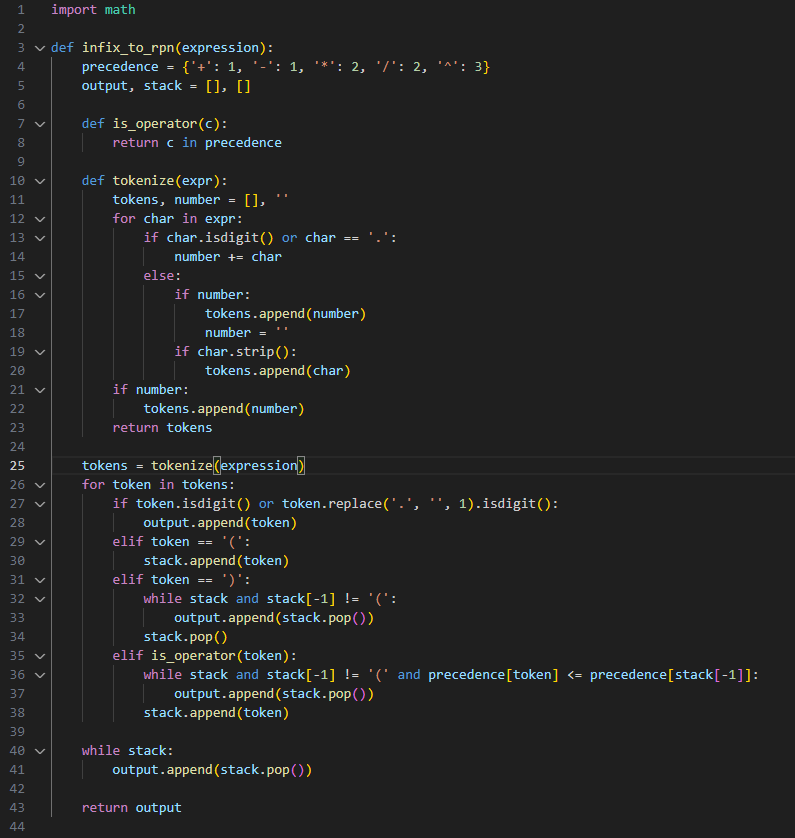 1 import math
2
3 def infix_to_rpn(expression):
4     precedence = {'+': 1, '-': 1, '*': 2, '/': 2, '^': 3}
5     output, stack = [], []
6
7     def is_operator(c):
8         return c in precedence
9
10     def tokenize(expr):
11         tokens, number = [], ''
12         for char in expr:
13             if char.isdigit() or char == '.':
14                 number += char
15             else:
16                 if number:
17                     tokens.append(number)
18                     number = ''
19                 if char.strip():
20                     tokens.append(char)
21         if number:
22             tokens.append(number)
23         return tokens
24
25     tokens = tokenize(expression)
26     for token in tokens:
27         if token.isdigit() or token.replace('.', '', 1).isdigit():
28             output.append(token)
29         elif token == '(':
30             stack.append(token)
31         elif token == ')':
32             while stack and stack[-1] != '(':
33                 output.append(stack.pop())
34             stack.pop()
35         elif is_operator(token):
36             while stack and stack[-1] != '(' and precedence[token] <= precedence[stack[-1]]:
37                 output.append(stack.pop())
38             stack.append(token)
39
40     while stack:
41         output.append(stack.pop())
42
43     return output
44